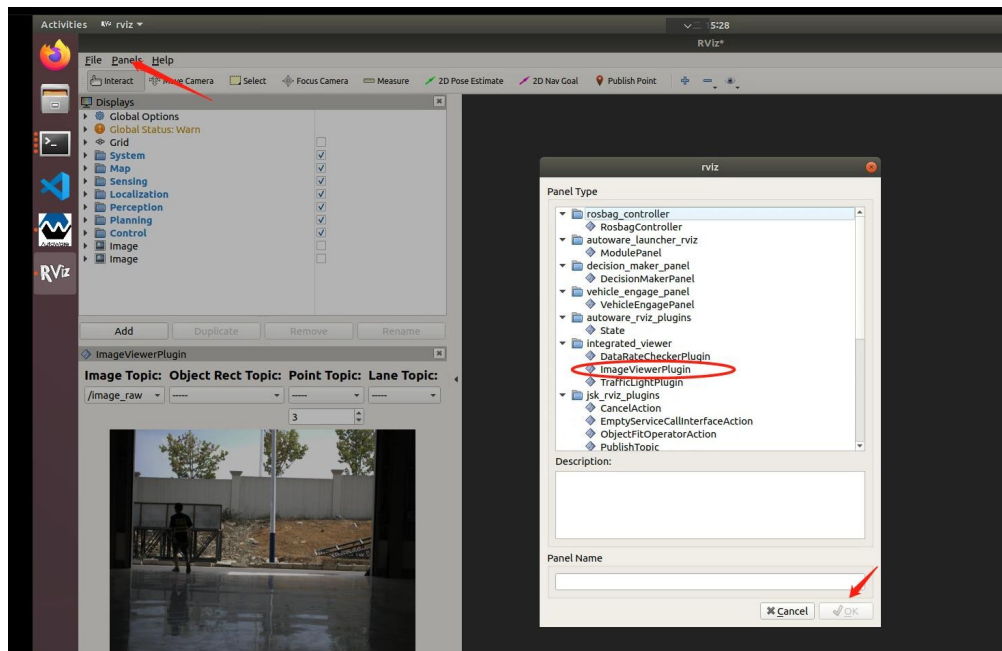 Activities RViz rviz 15:28
RViz*
File Panels Help
Interact Move Camera Select Focus Camera Measure 2D Pose Estimate 2D Nav Goal Publish Point
Displays
Global Options
Global Status: Warn
Grid
System
Map
Sensing
Localization
Perception
Planning
Control
Image
Image
Add Duplicate Remove Rename
ImageViewerPlugin
Image Topic: Object Rect Topic: Point Topic: Lane Topic:
/image_raw ----- ----- -----
3
RViz
rviz
Panel Type
rosbag_controller
RosbagController
autoware_launcher_rviz
ModulePanel
decision_maker_panel
DecisionMakerPanel
vehicle_engage_panel
VehicleEngagePanel
autoware_rviz_plugins
State
integrated_viewer
DataRateCheckerPlugin
ImageViewerPlugin
TrafficLightPlugin
jsk_rviz_plugins
CancelAction
EmptyServiceCallInterfaceAction
ObjectFitOperatorAction
PublishTopic
Description:
Panel Name
Cancel OK